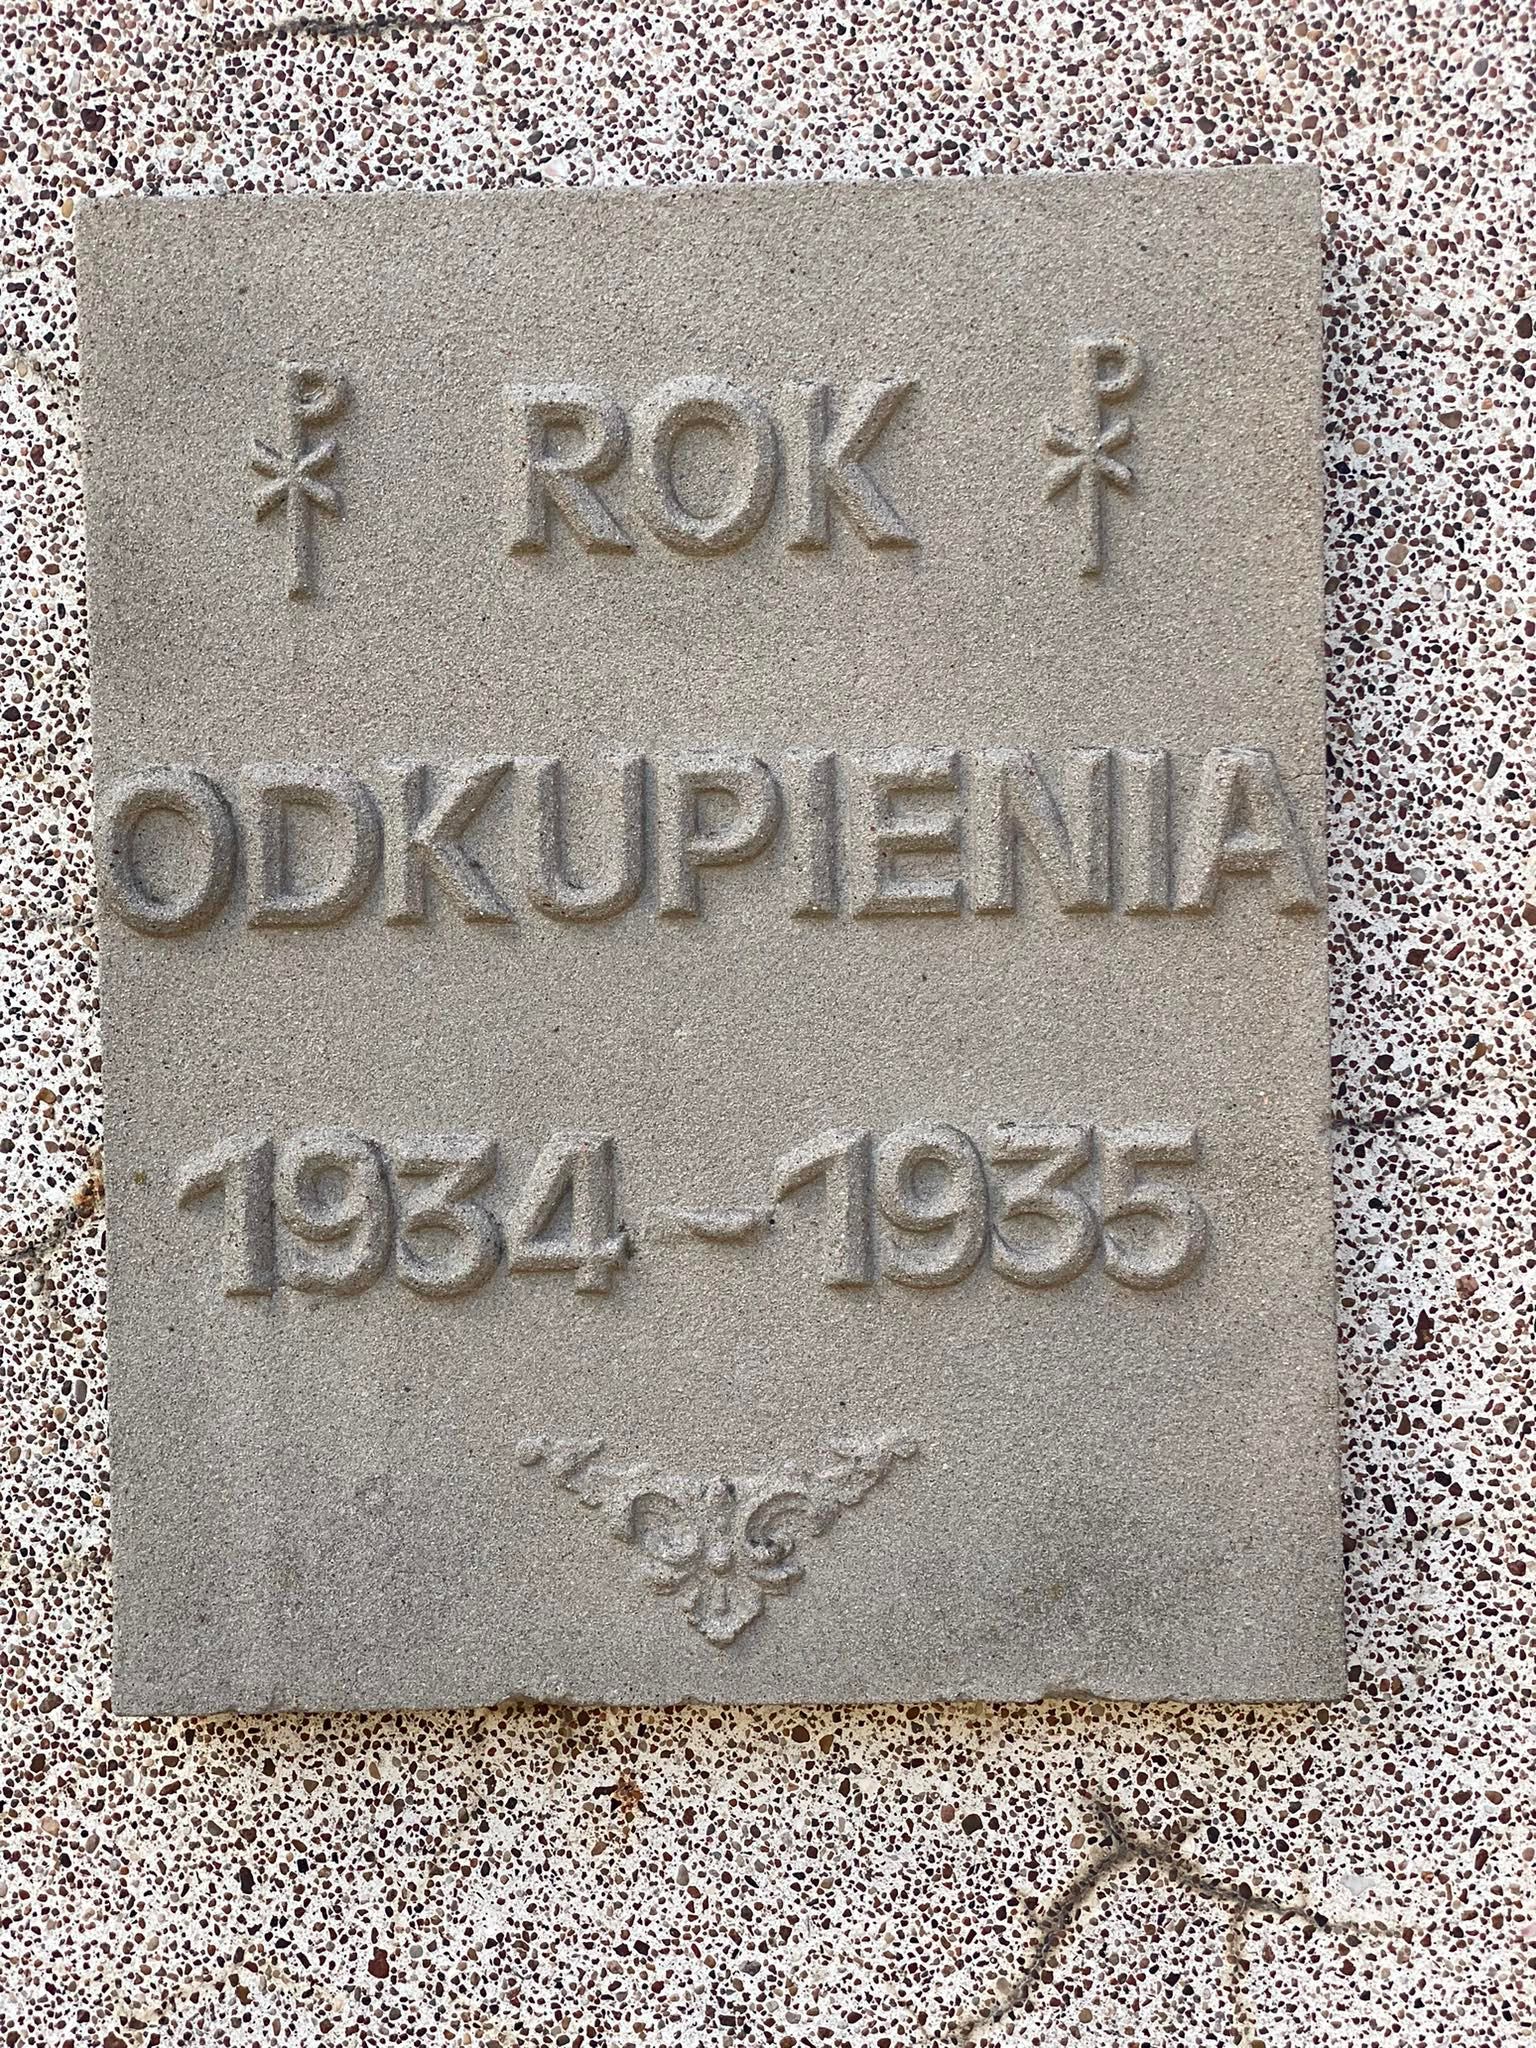 ☧ ROK ☧
ODKUPIENIA
1934-1935